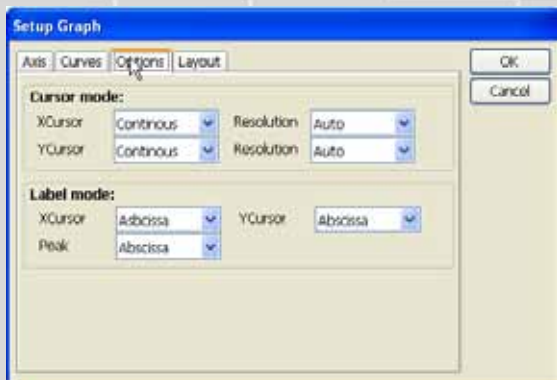 Setup Graph
Axis Curves Options Layout OK
Cancel
Cursor mode:
XCursor Continous Resolution Auto
YCursor Continous Resolution Auto
Label mode:
XCursor Asbcissa YCursor Abscissa
Peak Abscissa